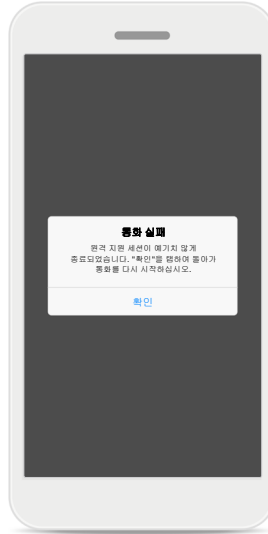 통화 실패
원격 지원 세션이 예기치 않게
종료되었습니다. "확인"을 탭하여 돌아가
통화를 다시 시작하십시오.
확인